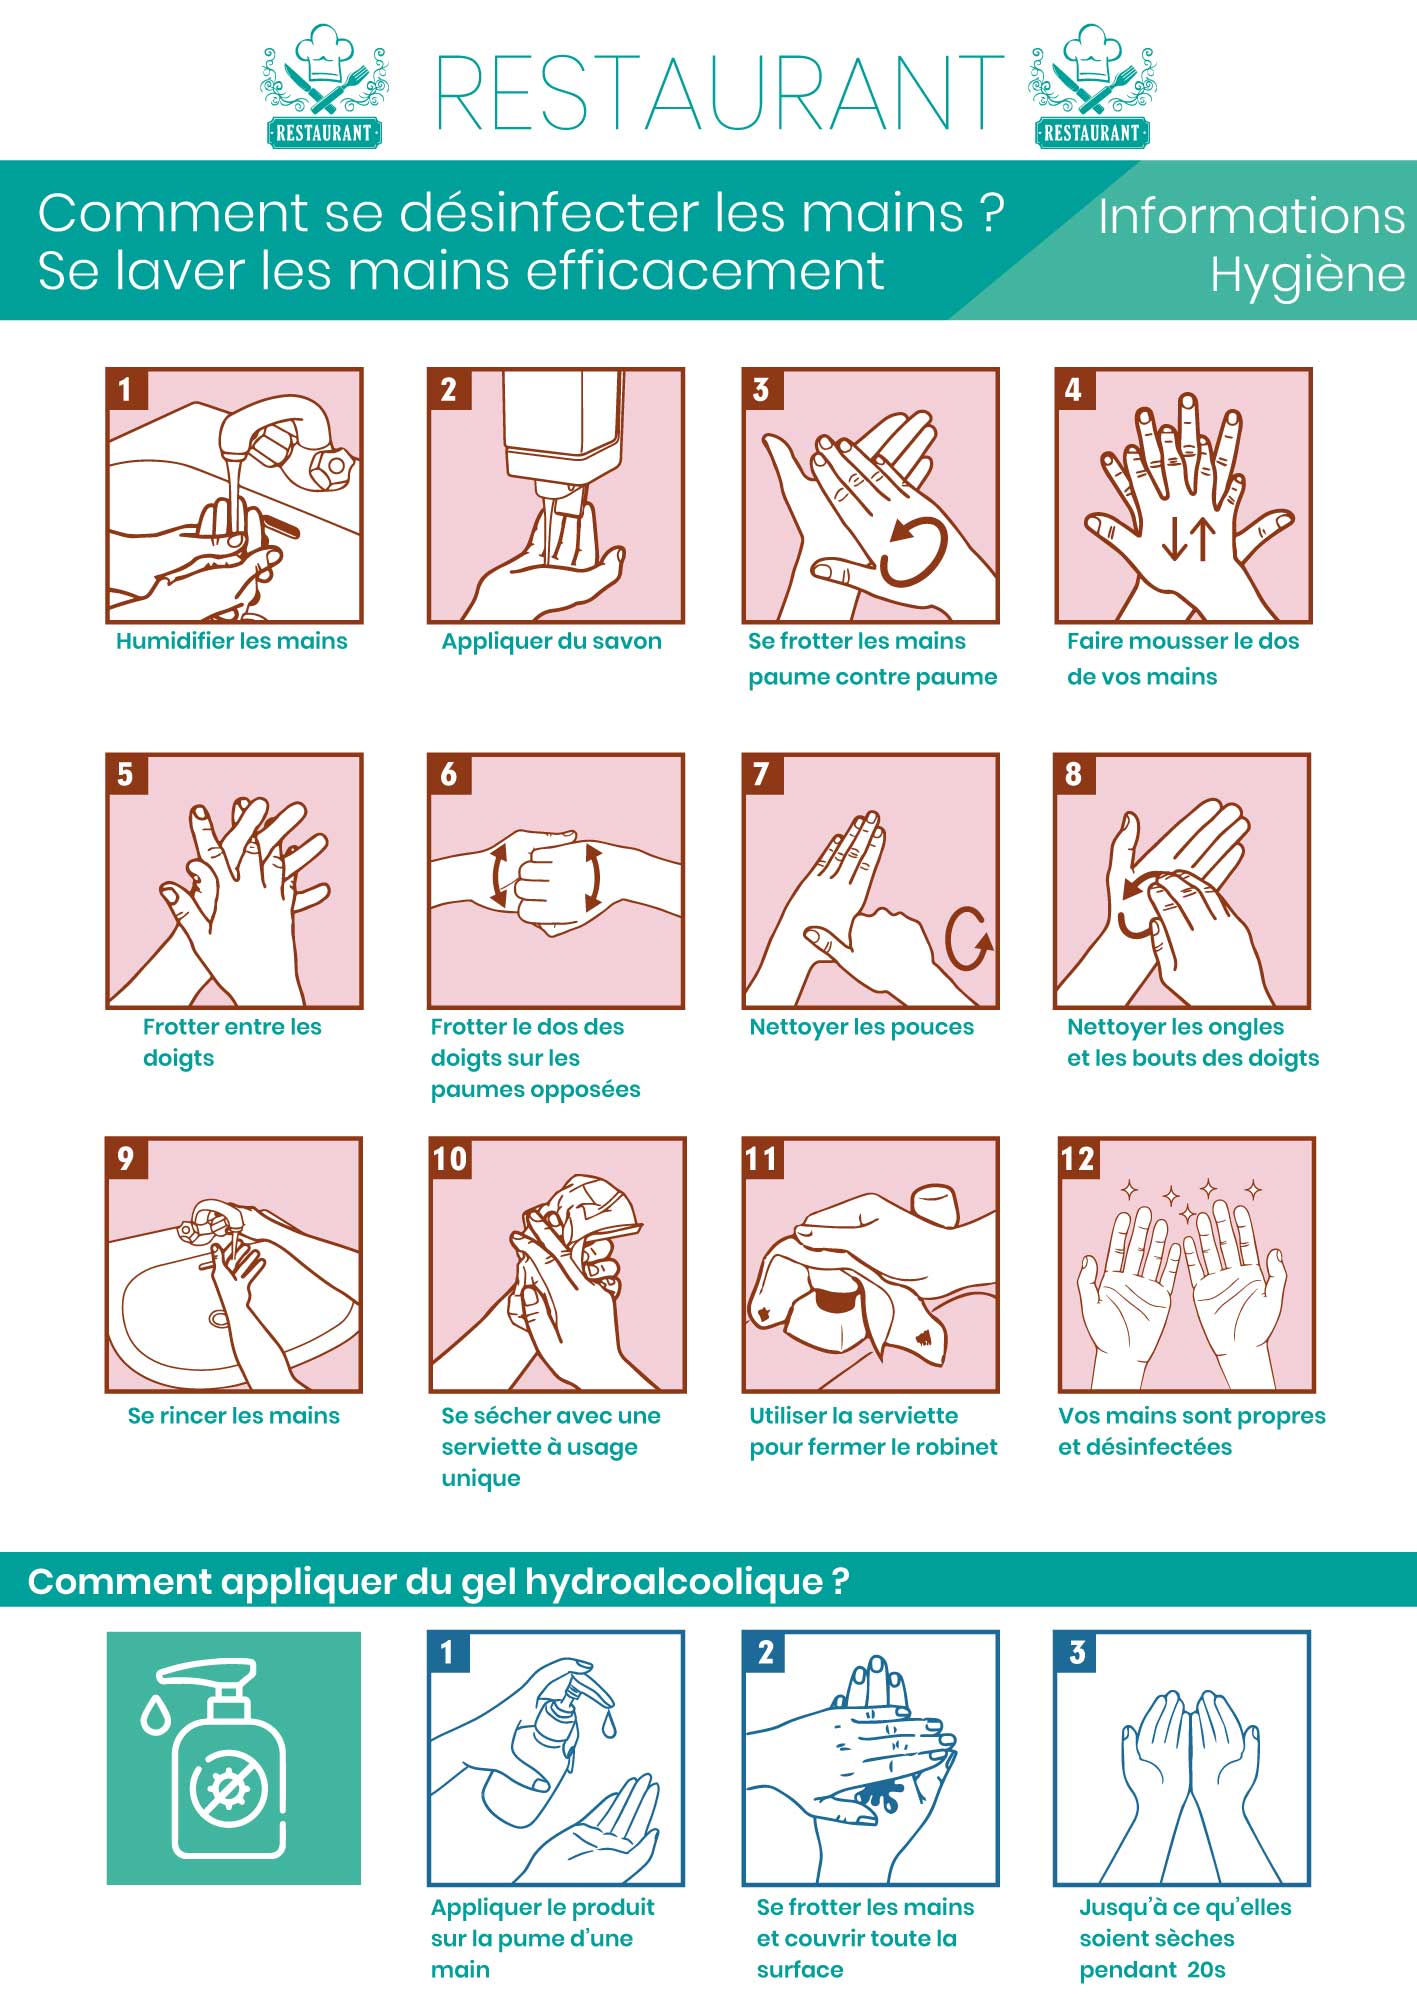 RESTAURANT
RESTAURANT
RESTAURANT
Comment se désinfecter les mains ?
Se laver les mains efficacement
Informations
Hygiène
1
Humidifier les mains
2
Appliquer du savon
3
Se frotter les mains
paume contre paume
4
Faire mousser le dos
de vos mains
5
Frotter entre les
doigts
6
Frotter le dos des
doigts sur les
paumes opposées
7
Nettoyer les pouces
8
Nettoyer les ongles
et les bouts des doigts
9
Se rincer les mains
10
Se sécher avec une
serviette à usage
unique
11
Utiliser la serviette
pour fermer le robinet
12
Vos mains sont propres
et désinfectées
Comment appliquer du gel hydroalcoolique ?
1
Appliquer le produit
sur la pume d'une
main
2
Se frotter les mains
et couvrir toute la
surface
3
Jusqu'à ce qu'elles
soient sèches
pendant 20s